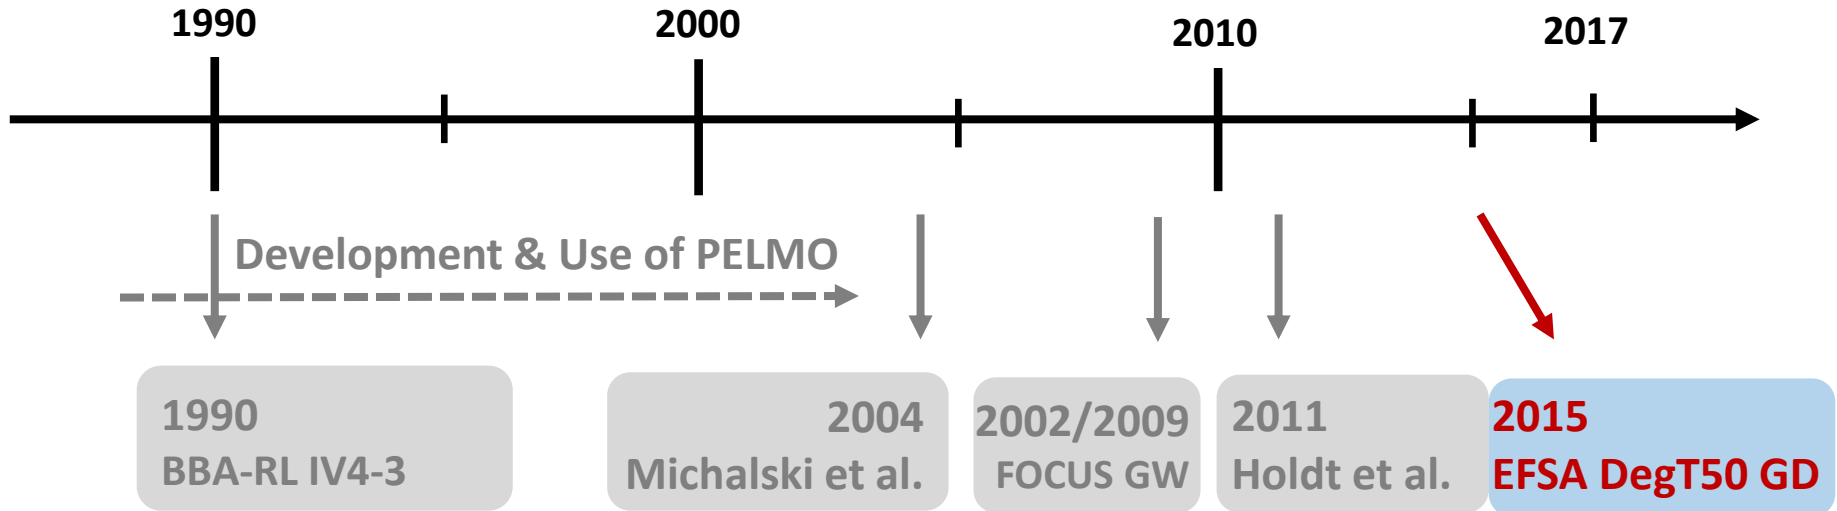 1990
2000
2010
2017
Development & Use of PELMO
1990
BBA-RL IV4-3
2004
Michalski et al.
2002/2009
FOCUS GW
2011
Holdt et al.
2015
EFSA DegT50 GD